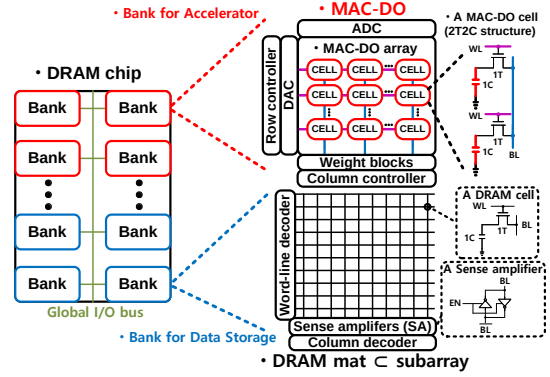 • Bank for Accelerator
MAC-DO
• DRAM chip
Bank
Bank
Bank
Bank
Bank
Bank
Bank
Bank
Global I/O bus
• Bank for Data Storage
ADC
Row controller
DAC
• MAC-DO array
CELL
CELL
CELL
CELL
CELL
CELL
CELL
CELL
CELL
Weight blocks
Column controller
• A MAC-DO cell
(2T2C structure)
WL
1T
1C
WL
1T
1C
BL
Word-line decoder
Sense amplifers (SA)
Column decoder
• DRAM mat ⊂ subarray
A DRAM cell
WL
1T
1C
BL
A Sense amplifier
BL
EN
BL